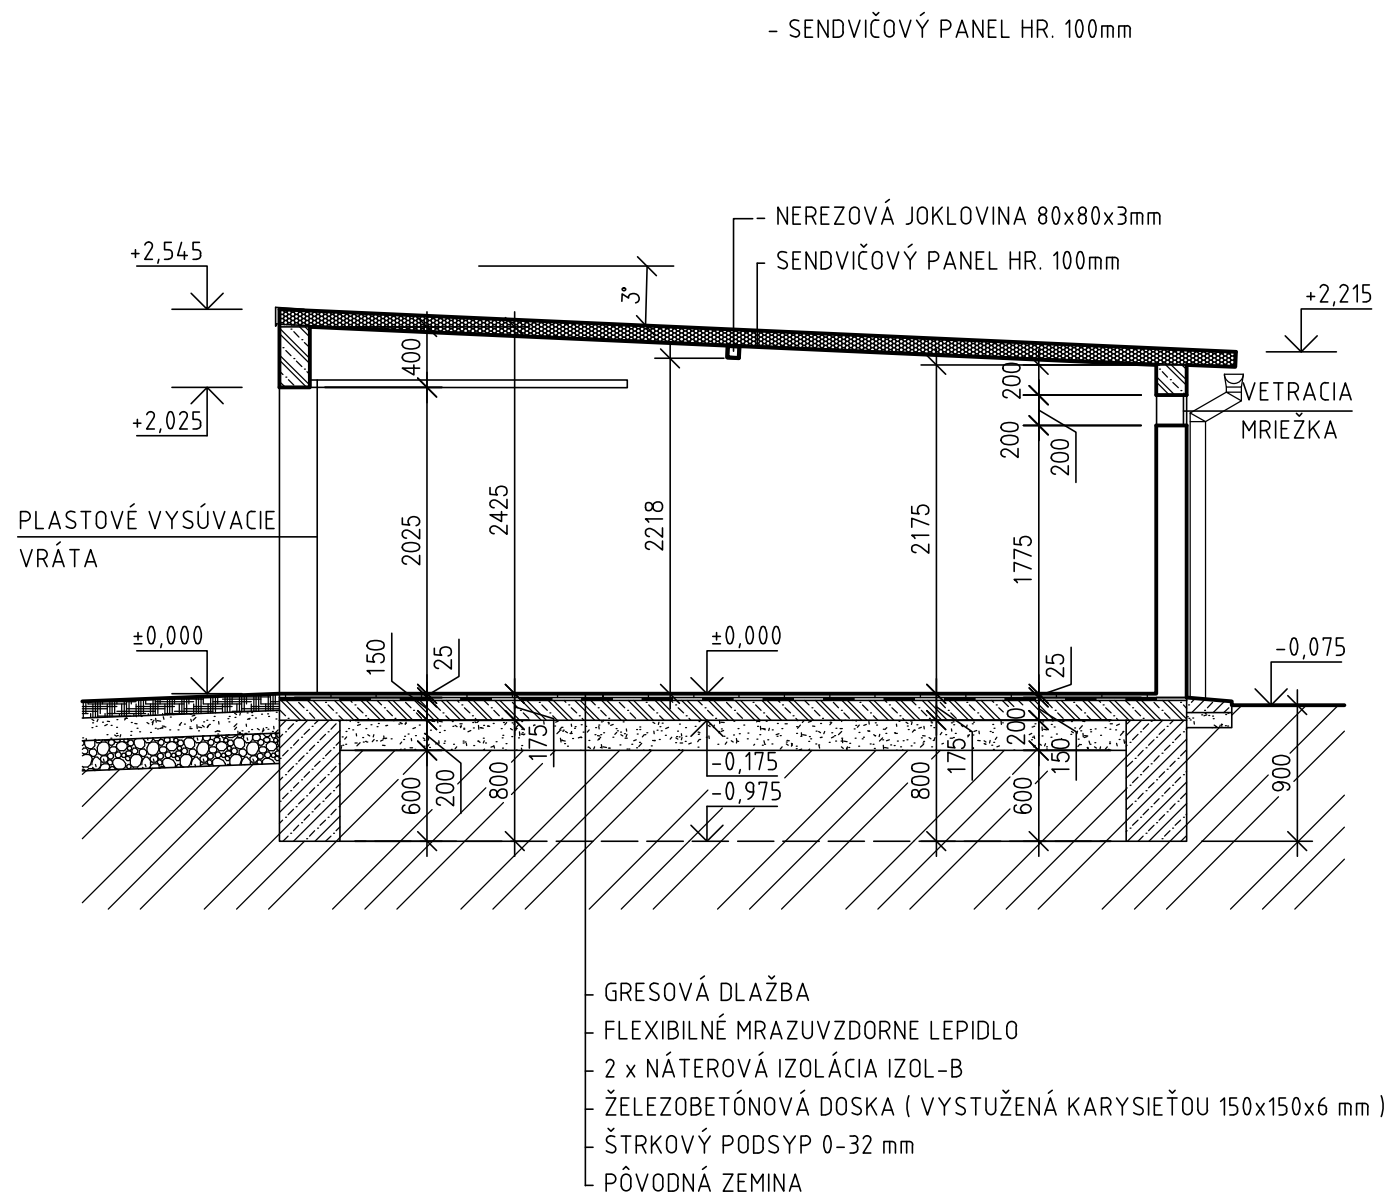 - SENDVIČOVÝ PANEL HR. 100mm
- NEREZOVÁ JOKLOVINA 80x80x3mm
+2,545
- SENDVIČOVÝ PANEL HR. 100mm
3°
+2,215
400
200
VETRACIA
+2,025
MRIEŽKA
200
200
PLASTOVÉ VYSÚVACIE
VRÁTA
2025
2425
2218
2175
1775
±0,000
±0,000
-0,075
150
25
25
175
175
200
150
-0,175
-0,975
600
200
800
800
600
900
- GRESOVÁ DLAŽBA
- FLEXIBILNÉ MRAZUVZDORNE LEPIDLO
- 2 x NÁTEROVÁ IZOLÁCIA IZOL-B
- ŽELEZOBETÓNOVÁ DOSKA ( VYSTUŽENÁ KARYSIEŤOU 150x150x6 mm )
- ŠTRKOVÝ PODSYP 0-32 mm
- PÔVODNÁ ZEMINA